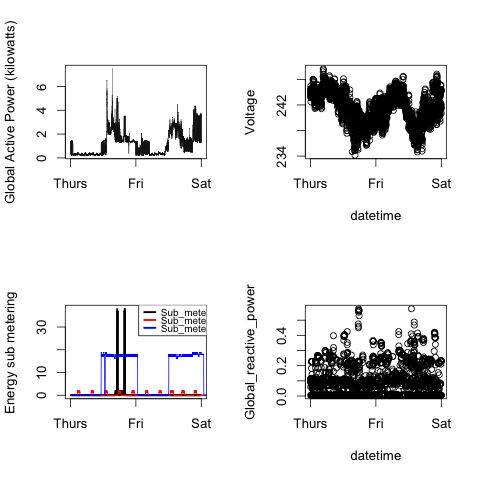 Global Active Power (kilowatts)
0 2 4 6
Thurs Fri Sat
Voltage
234 242
Thurs Fri Sat
datetime
Energy sub metering
0 10 30
Sub_mete
Sub_mete
Sub_mete
Thurs Fri Sat
Global_reactive_power
0.0 0.2 0.4
Thurs Fri Sat
datetime